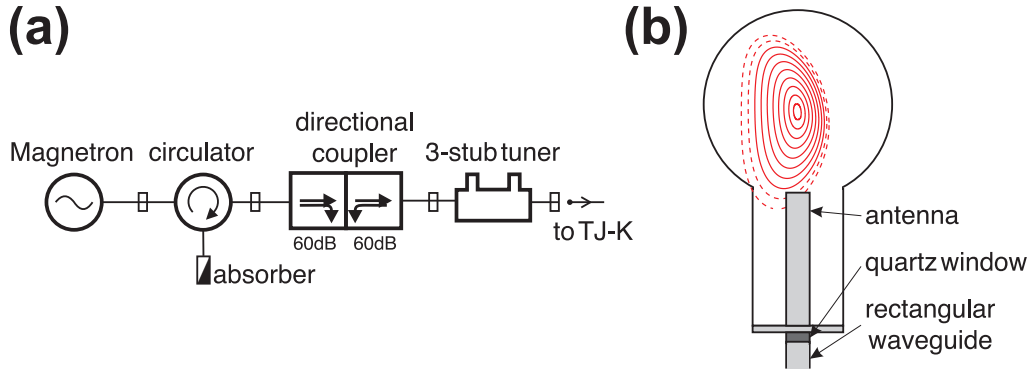 (a)
Magnetron
circulator
directional
coupler
3-stub tuner
60dB
60dB
absorber
to TJ-K
(b)
antenna
quartz window
rectangular
waveguide